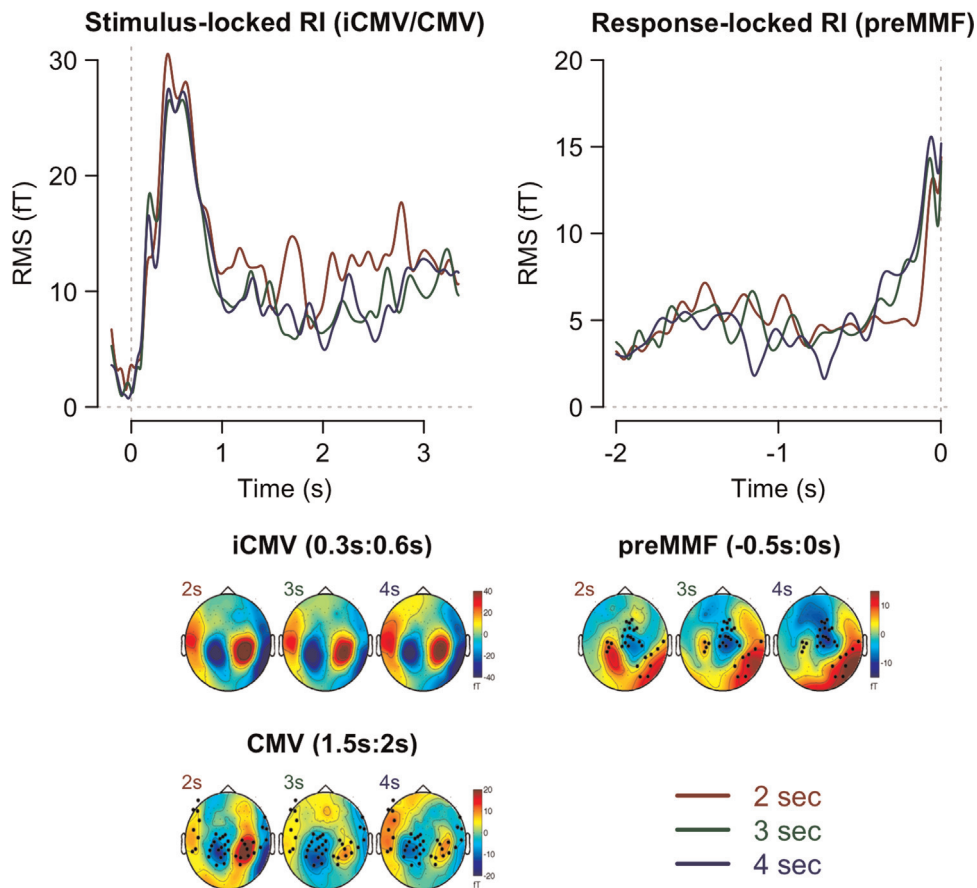 Stimulus-locked RI (iCMV/CMV)
Response-locked RI (preMMF)
30
20
10
0
RMS (fT)
0
1
2
3
Time (s)
20
15
10
5
0
RMS (fT)
-2
-1
0
Time (s)
iCMV (0.3s:0.6s)
2s
3s
4s
40
20
0
-20
-40
fT
preMMF (-0.5s:0s)
2s
3s
4s
10
0
-10
fT
CMV (1.5s:2s)
2s
3s
4s
20
10
0
-10
-20
fT
2 sec
3 sec
4 sec